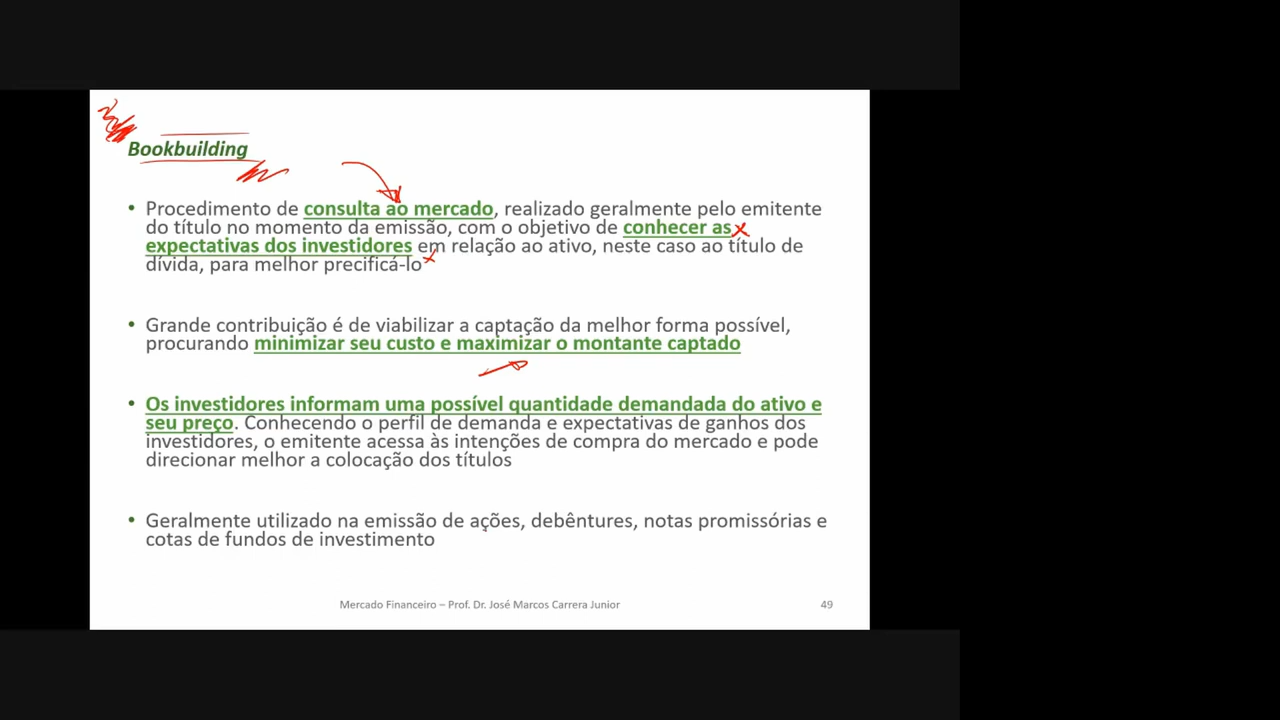 Bookbuilding
• Procedimento de consulta ao mercado, realizado geralmente pelo emitente
do título no momento da emissão, com o objetivo de conhecer as
expectativas dos investidores em relação ao ativo, neste caso ao título de
dívida, para melhor precificá-lo
• Grande contribuição é de viabilizar a captação da melhor forma possível,
procurando minimizar seu custo e maximizar o montante captado
• Os investidores informam uma possível quantidade demandada do ativo e
seu preço. Conhecendo o perfil de demanda e expectativas de ganhos dos
investidores, o emitente acessa às intenções de compra do mercado e pode
direcionar melhor a colocação dos títulos
• Geralmente utilizado na emissão de ações, debêntures, notas promissórias e
cotas de fundos de investimento
Mercado Financeiro – Prof. Dr. José Marcos Carrera Junior
49